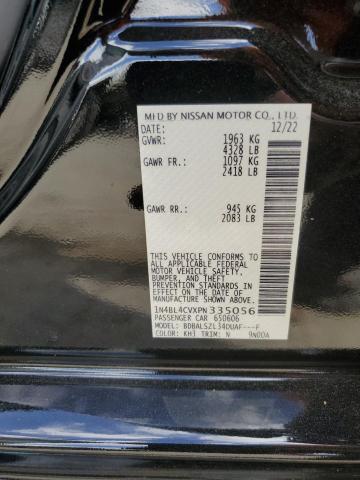 MFD BY NISSAN MOTOR CO., LTD.
DATE: 12/22
GVWR: 1963 KG
4328 LB
GAWR FR: 1097 KG
2418 LB
GAWR RR: 945 KG
2083 LB
THIS VEHICLE CONFORMS TO
ALL APPLICABLE FEDERAL
MOTOR VEHICLE SAFETY,
BUMPER, AND THEFT
PREVENTION STANDARDS
IN EFFECT ON THE DATE OF
MANUFACTURE SHOWN ABOVE.
1N4BL4CVXPN335056
PASSENGER CAR 650606
MODEL: BDBALSZL34DUAF---F
COLOR: KH3 TRIM: N 9N00A